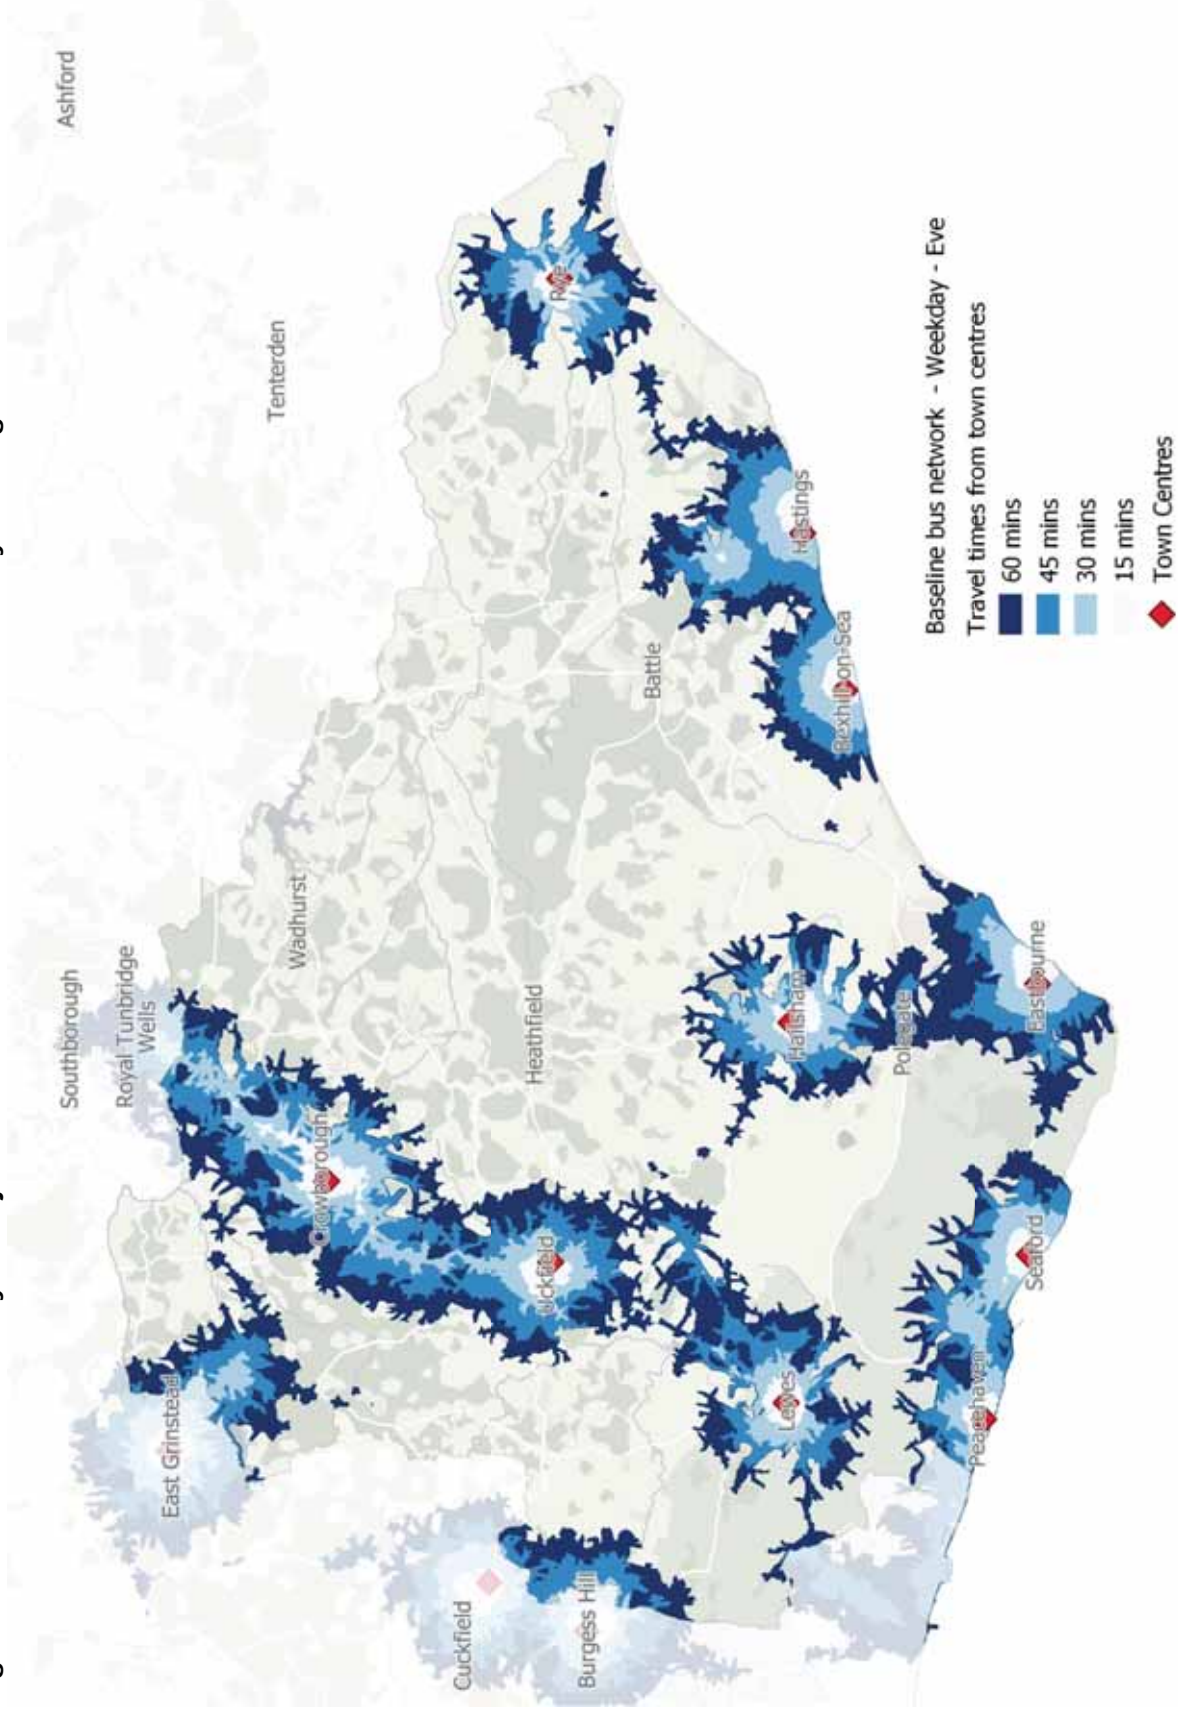 Ashford
Tenterden
Southborough
Royal Tunbridge
Wells
Wadhurst
Crowborough
East Grinstead
Cuckfield
Burgess Hill
Heathfield
Uckfield
Battle
Rye
Hastings
Bexhill-on-Sea
Hailsham
Polegate
Eastbourne
Lewes
Seaford
Peacehaven
Baseline bus network - Weekday - Eve
Travel times from town centres
60 mins
45 mins
30 mins
15 mins
Town Centres